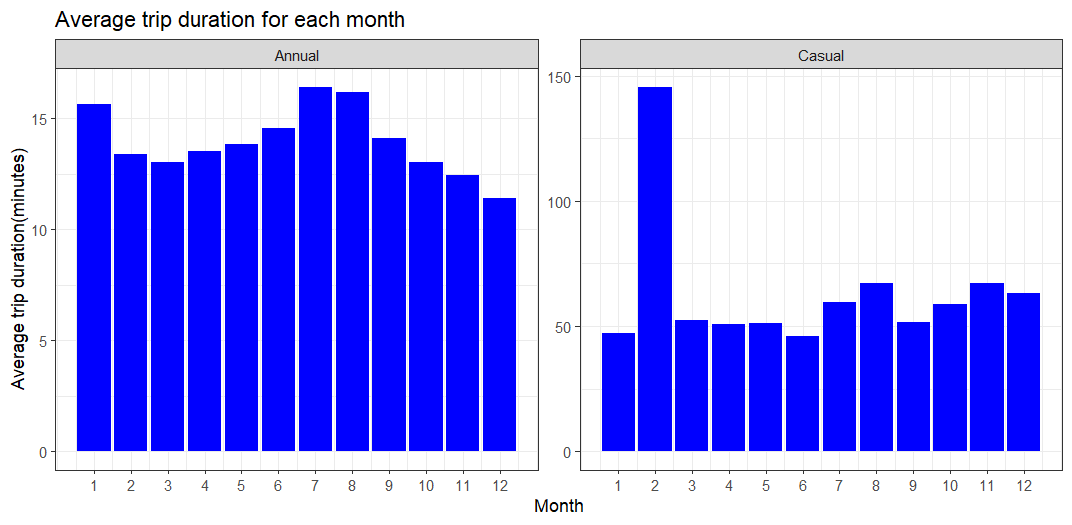 Average trip duration for each month
Annual
Casual
Average trip duration(minutes)
15
10
5
0
150
100
50
0
1 2 3 4 5 6 7 8 9 10 11 12
1 2 3 4 5 6 7 8 9 10 11 12
Month